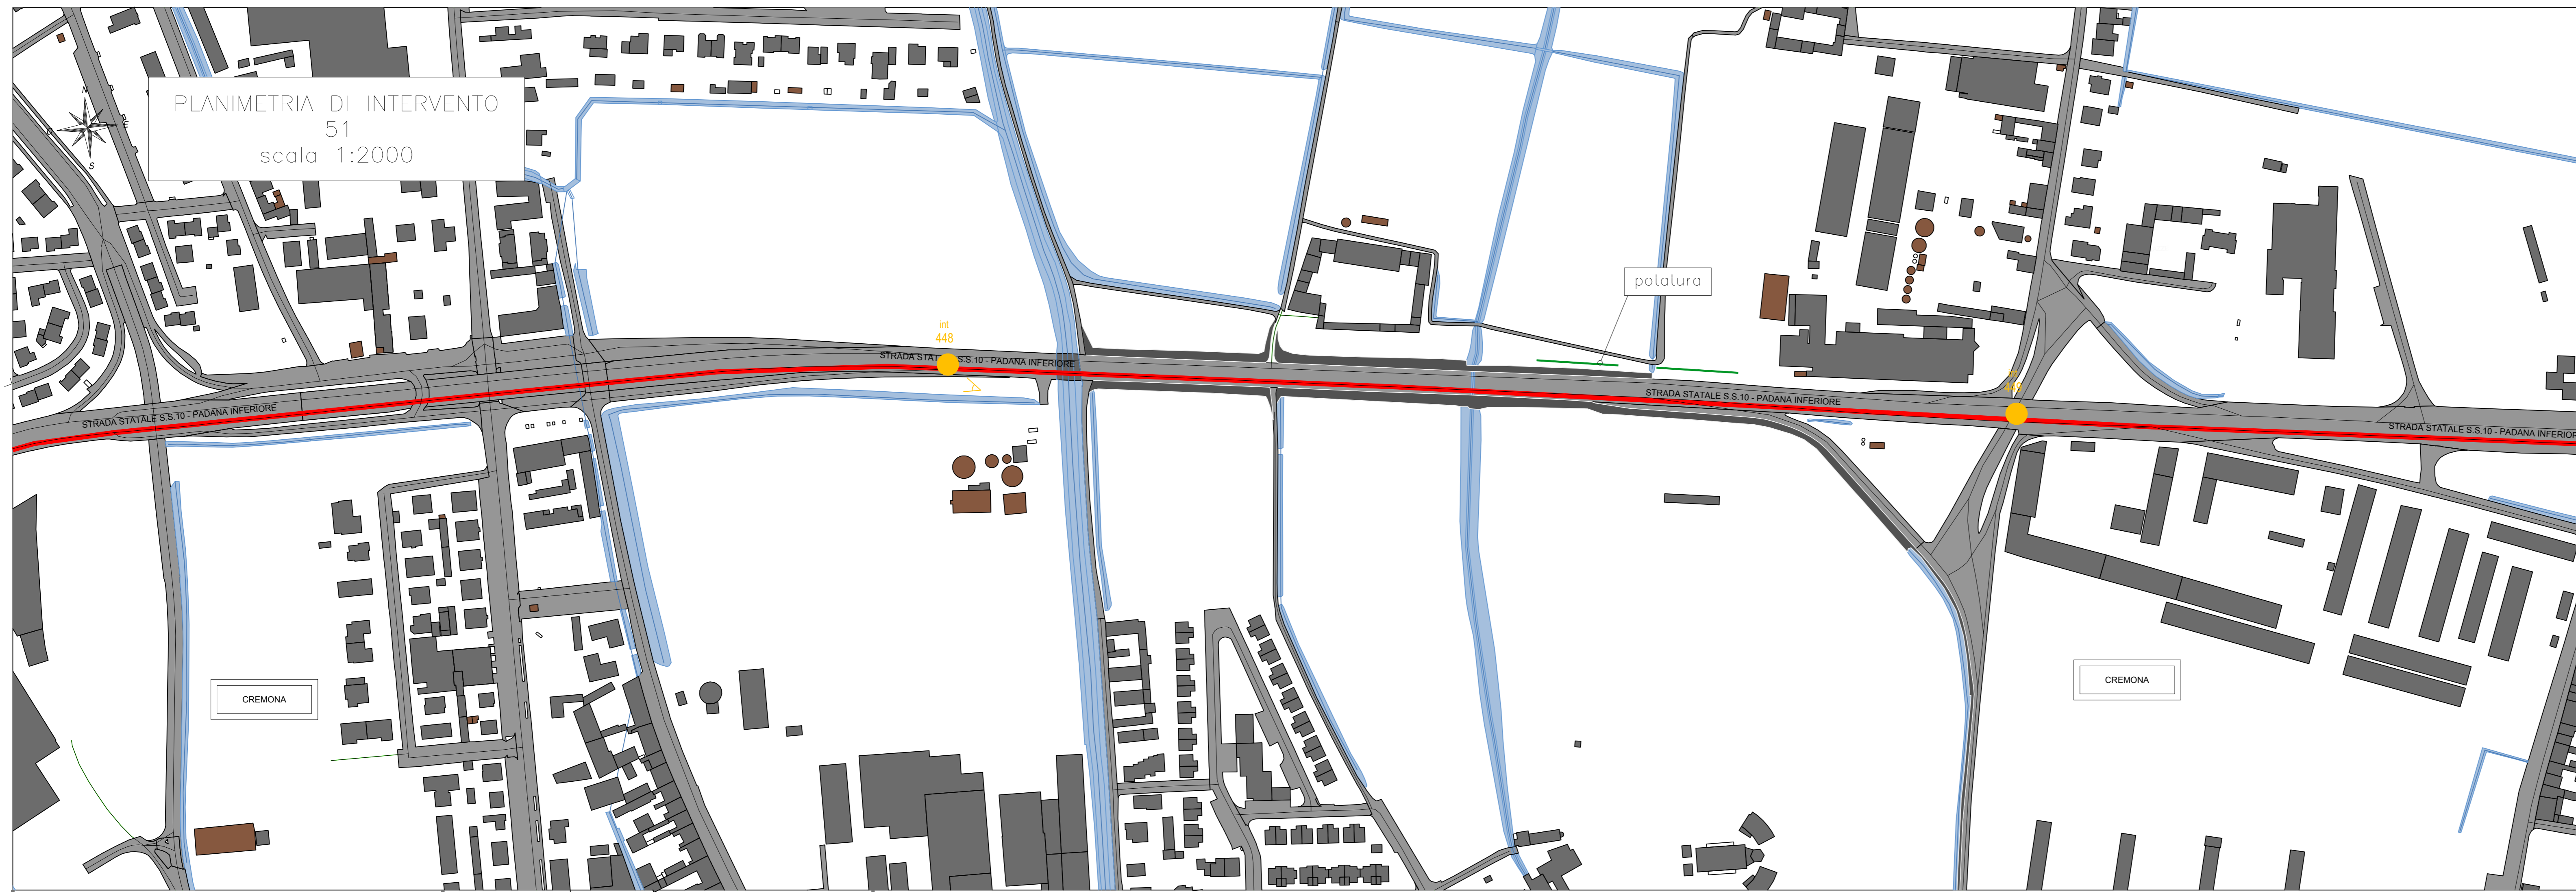 PLANIMETRIA DI INTERVENTO
51
scala 1:2000
N
E
S
potatura
int
448
STRADA STATALE S.S.10 - PADANA INFERIORE
STRADA STATALE S.S.10 - PADANA INFERIORE
STRADA STATALE S.S.10 - PADANA INFERIORE
STRADA STATALE S.S.10 - PADANA INFERIOR
CREMONA
CREMONA